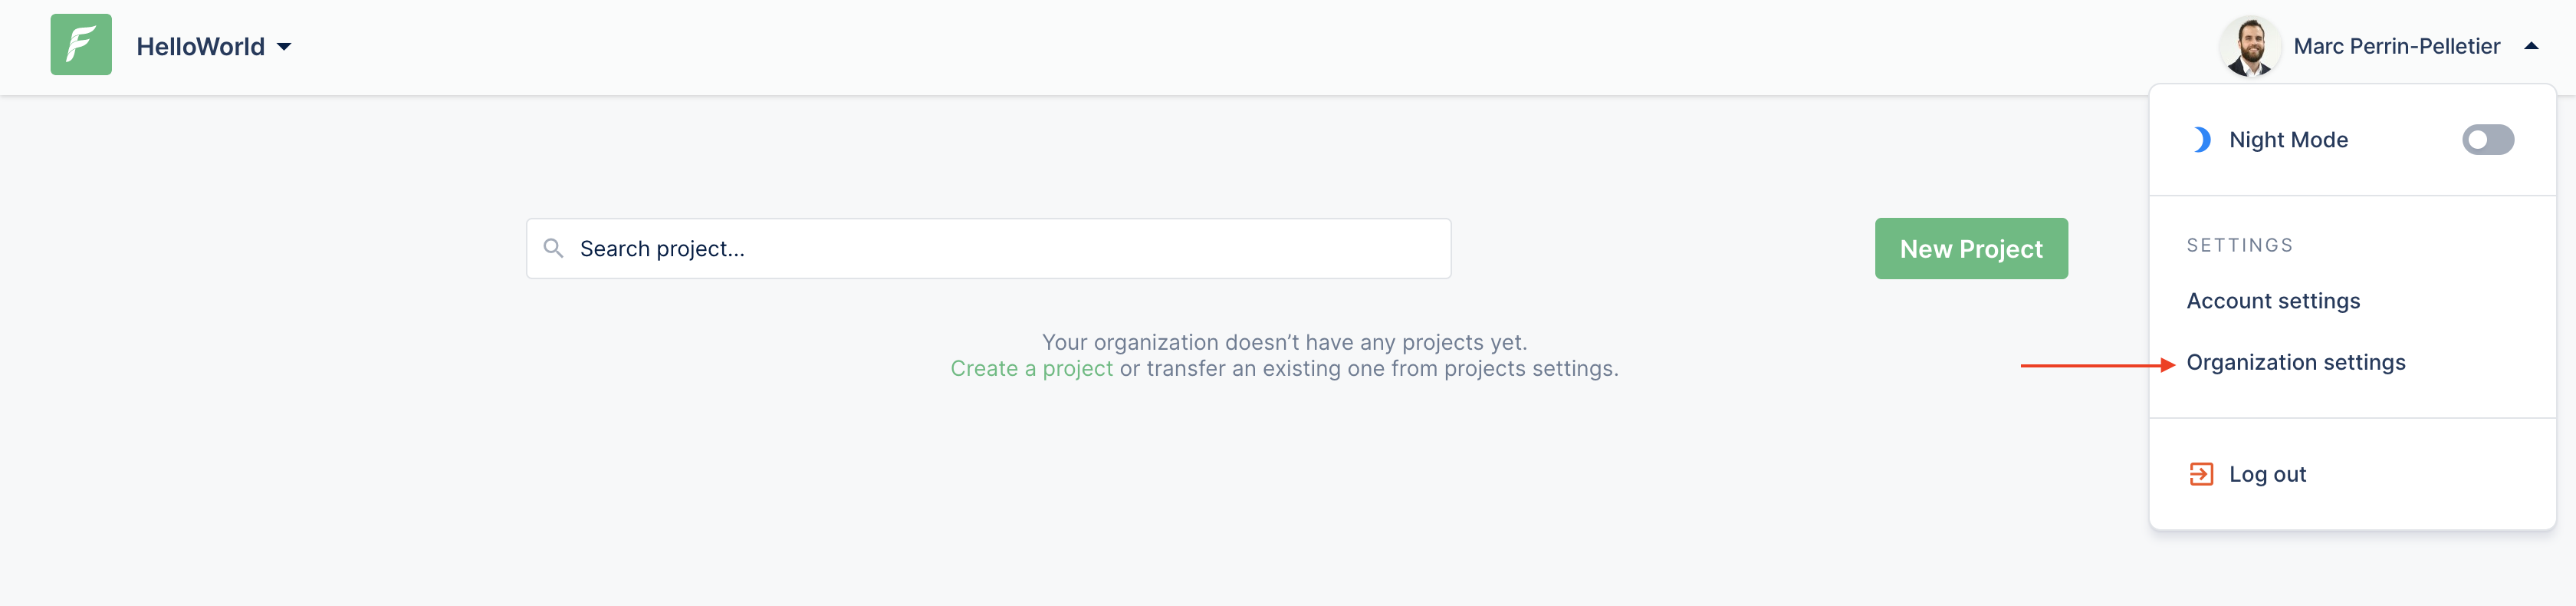 HelloWorld
Marc Perrin-Pelletier
Night Mode
Search project...
New Project
SETTINGS
Account settings
Your organization doesn’t have any projects yet.
Create a project or transfer an existing one from projects settings.
Organization settings
Log out